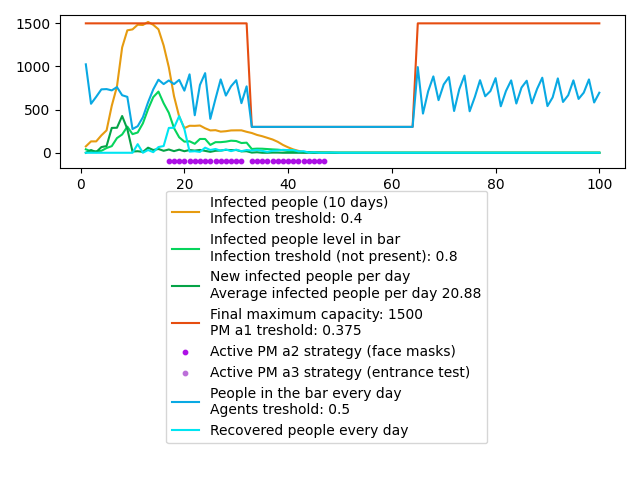 1500
1000
500
0
0
20
40
60
80
100
Infected people (10 days)
Infection treshold: 0.4
Infected people level in bar
Infection treshold (not present): 0.8
New infected people per day
Average infected people per day 20.88
Final maximum capacity: 1500
PM a1 treshold: 0.375
Active PM a2 strategy (face masks)
Active PM a3 strategy (entrance test)
People in the bar every day
Agents treshold: 0.5
Recovered people every day